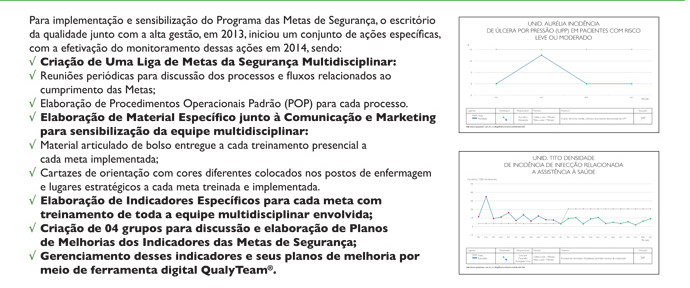 Para implementação e sensibilização do Programa das Metas de Segurança, o escritório
da qualidade junto com a alta gestão, em 2013, iniciou um conjunto de ações específicas,
com a efetivação do monitoramento dessas ações em 2014, sendo:
√ Criação de Uma Liga de Metas da Segurança Multidisciplinar:
√ Reuniões periódicas para discussão dos processos e fluxos relacionados ao
cumprimento das Metas;
√ Elaboração de Procedimentos Operacionais Padrão (POP) para cada processo.
√ Elaboração de Material Específico junto à Comunicação e Marketing
para sensibilização da equipe multidisciplinar:
√ Material articulado de bolso entregue a cada treinamento presencial a
cada meta implementada;
√ Cartazes de orientação com cores diferentes colocados nos postos de enfermagem
e lugares estratégicos a cada meta treinada e implementada.
√ Elaboração de Indicadores Específicos para cada meta com
treinamento de toda a equipe multidisciplinar envolvida;
√ Criação de 04 grupos para discussão e elaboração de Planos
de Melhorias dos Indicadores das Metas de Segurança;
√ Gerenciamento desses indicadores e seus planos de melhoria por
meio de ferramenta digital QualyTeam®.
UNID. AURÉLIA INCIDÊNCIA
DE ÚLCERA POR PRESSÃO (UPP) EM PACIENTES COM RISCO
LEVE OU MODERADO
UNID. TITO DENSIDADE
DE INCIDÊNCIA DE INFECÇÃO RELACIONADA
A ASSISTÊNCIA À SAÚDE